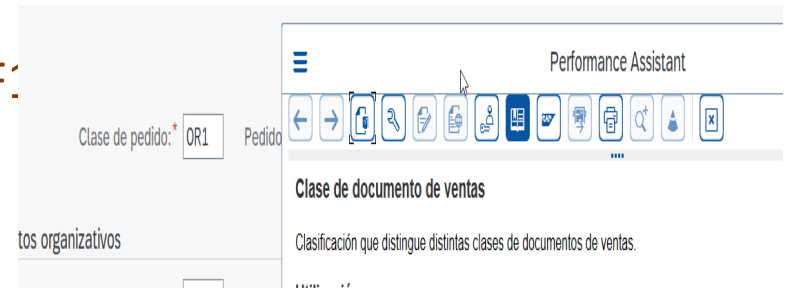 Performance Assistant
Clase de pedido:* OR1 Pedido
SAP
Clase de documento de ventas
tos organizativos
Clasificación que distingue distintas clases de documentos de ventas.